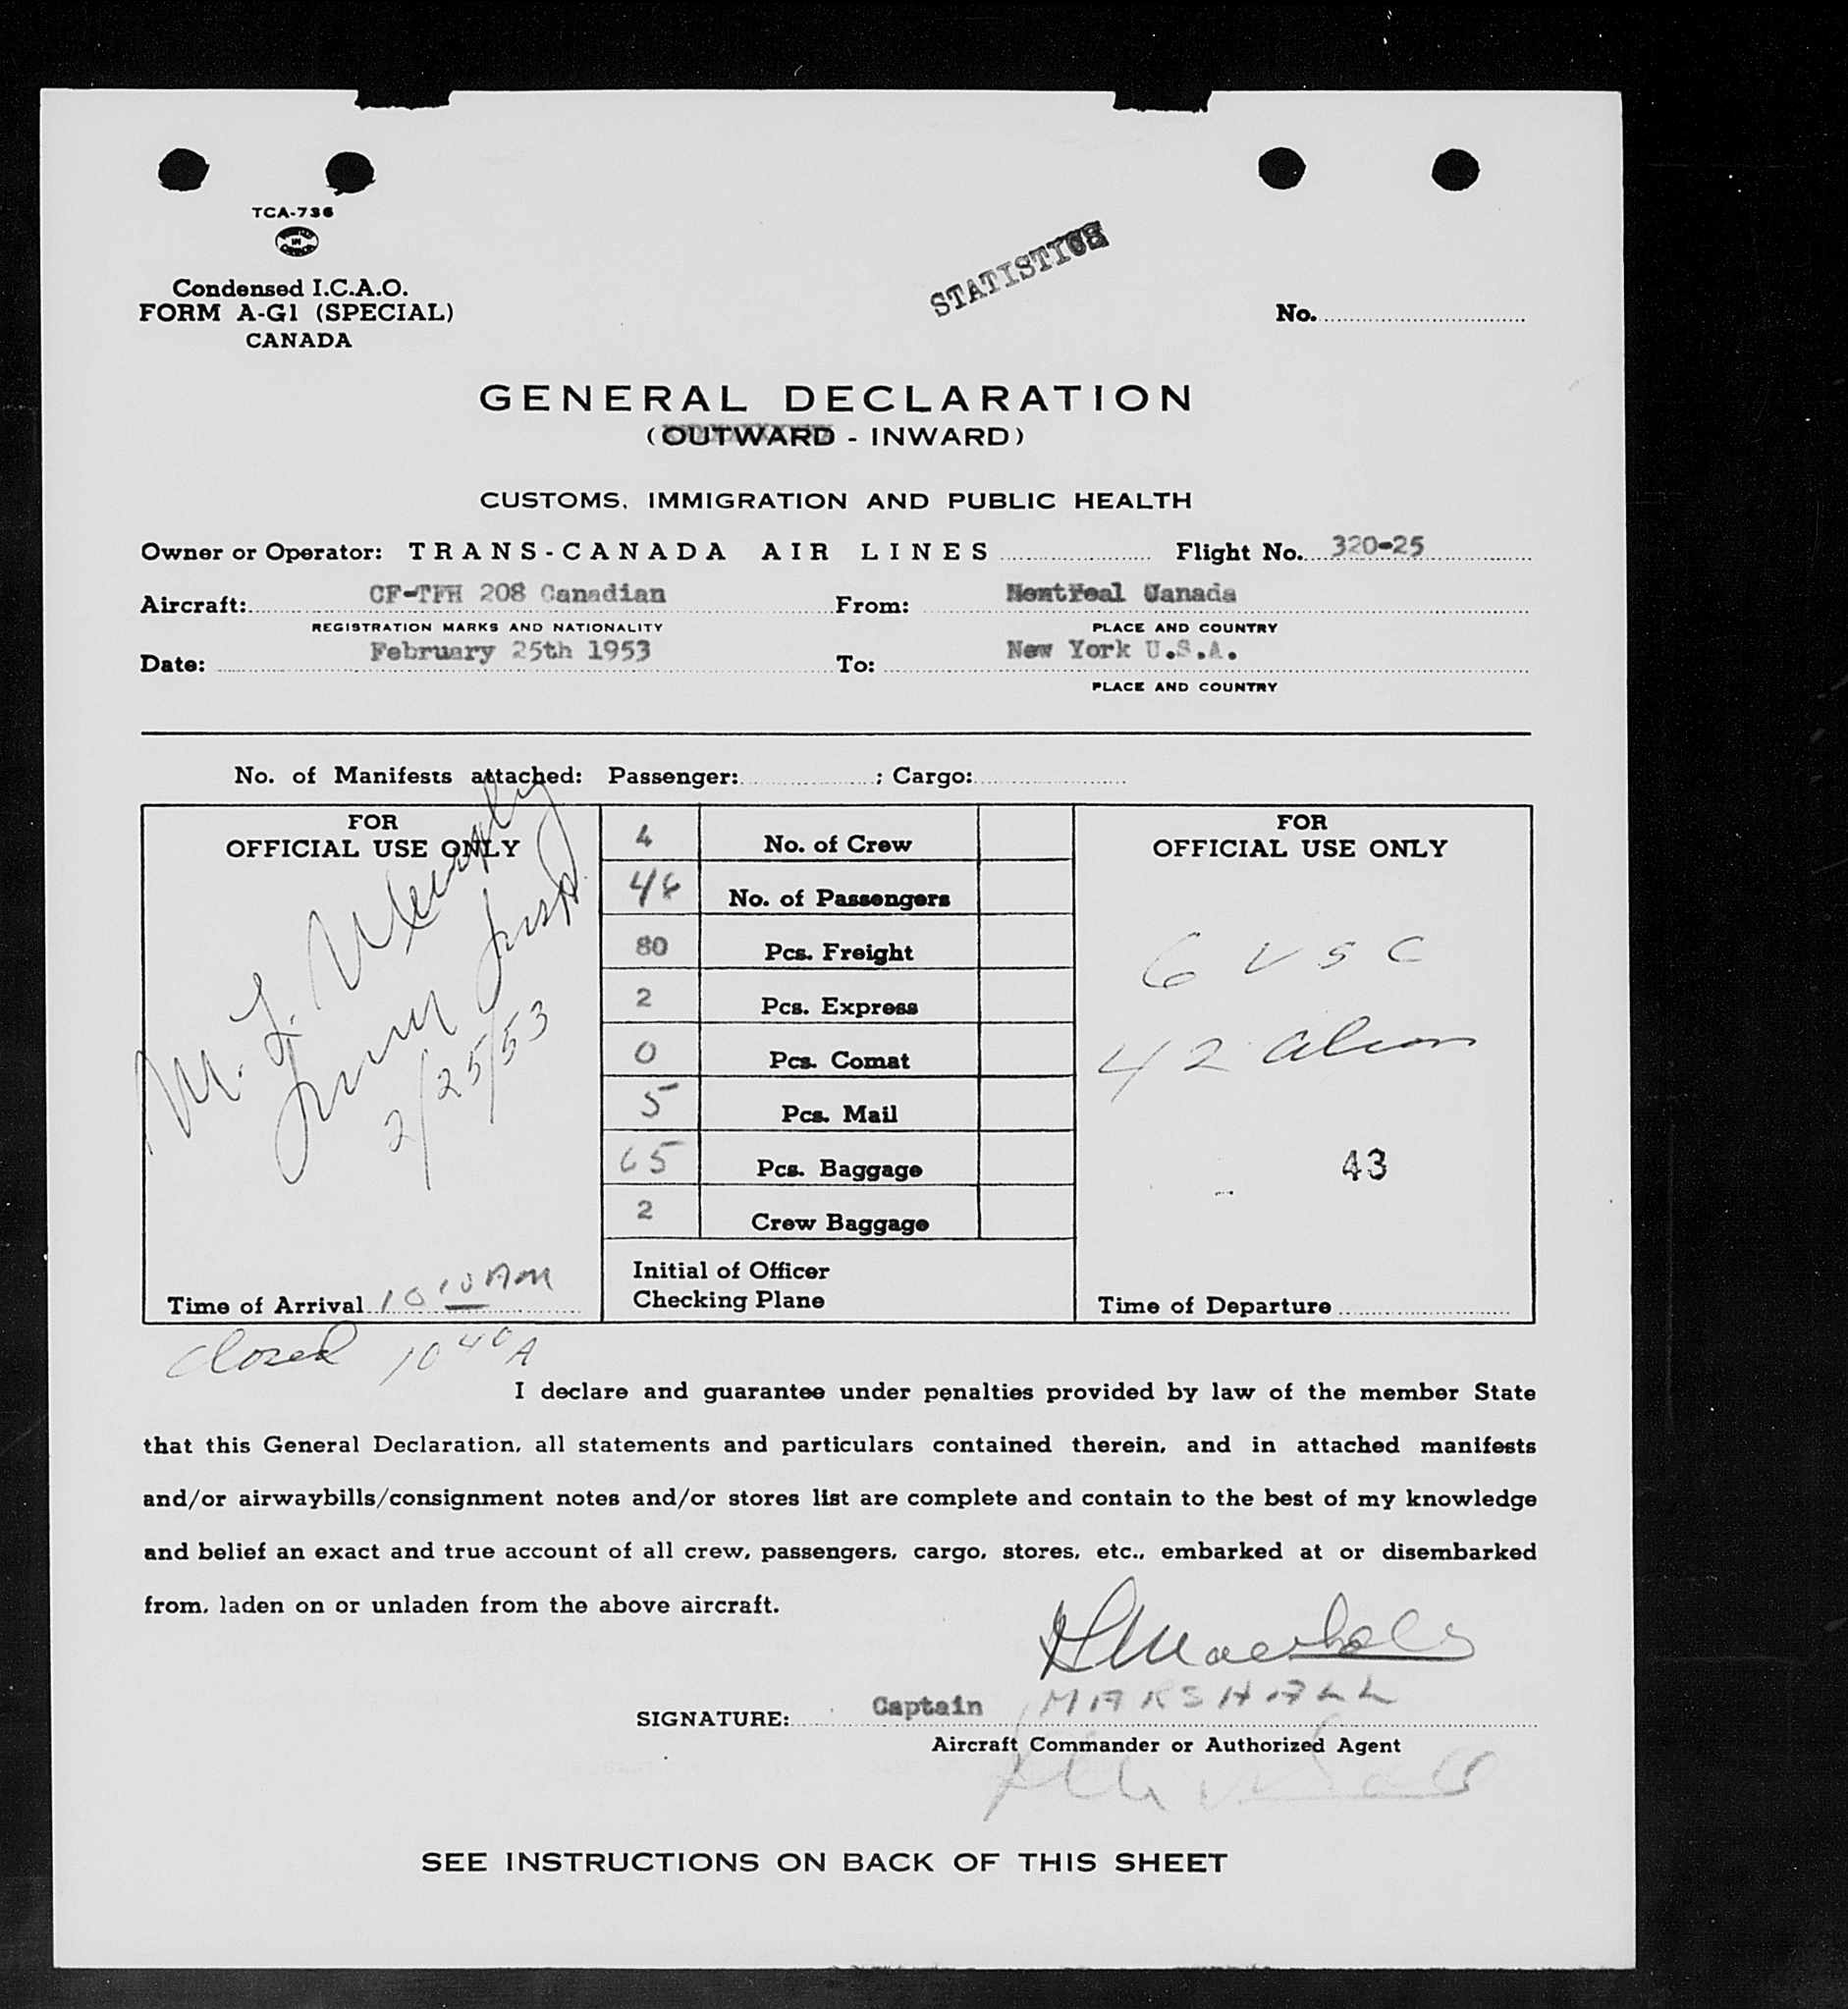 TCA-736
Condensed I.C.A.O.
FORM A-G1 (SPECIAL)
CANADA
STATISTICS
No.
GENERAL DECLARATION
(OUTWARD - INWARD)
CUSTOMS, IMMIGRATION AND PUBLIC HEALTH
Owner or Operator: TRANS-CANADA AIR LINES Flight No. 320-25
Aircraft: CF-TFH 208 Canadian From: Montreal Canada
REGISTRATION MARKS AND NATIONALITY PLACE AND COUNTRY
Date: February 25th 1953 To: New York U.S.A.
PLACE AND COUNTRY
No. of Manifests attached: Passenger: ; Cargo:
FOR
OFFICIAL USE ONLY
M. L.
2/25/53
Time of Arrival 10 10 AM
closed 10 40 A
4 No. of Crew
46 No. of Passengers
80 Pcs. Freight
2 Pcs. Express
0 Pcs. Comat
5 Pcs. Mail
65 Pcs. Baggage
2 Crew Baggage
Initial of Officer
Checking Plane
FOR
OFFICIAL USE ONLY
6 USC
42 alien
43
Time of Departure
I declare and guarantee under penalties provided by law of the member State
that this General Declaration, all statements and particulars contained therein, and in attached manifests
and/or airwaybills/consignment notes and/or stores list are complete and contain to the best of my knowledge
and belief an exact and true account of all crew, passengers, cargo, stores, etc., embarked at or disembarked
from, laden on or unladen from the above aircraft.
SIGNATURE: Captain MARSHALL
Aircraft Commander or Authorized Agent
SEE INSTRUCTIONS ON BACK OF THIS SHEET